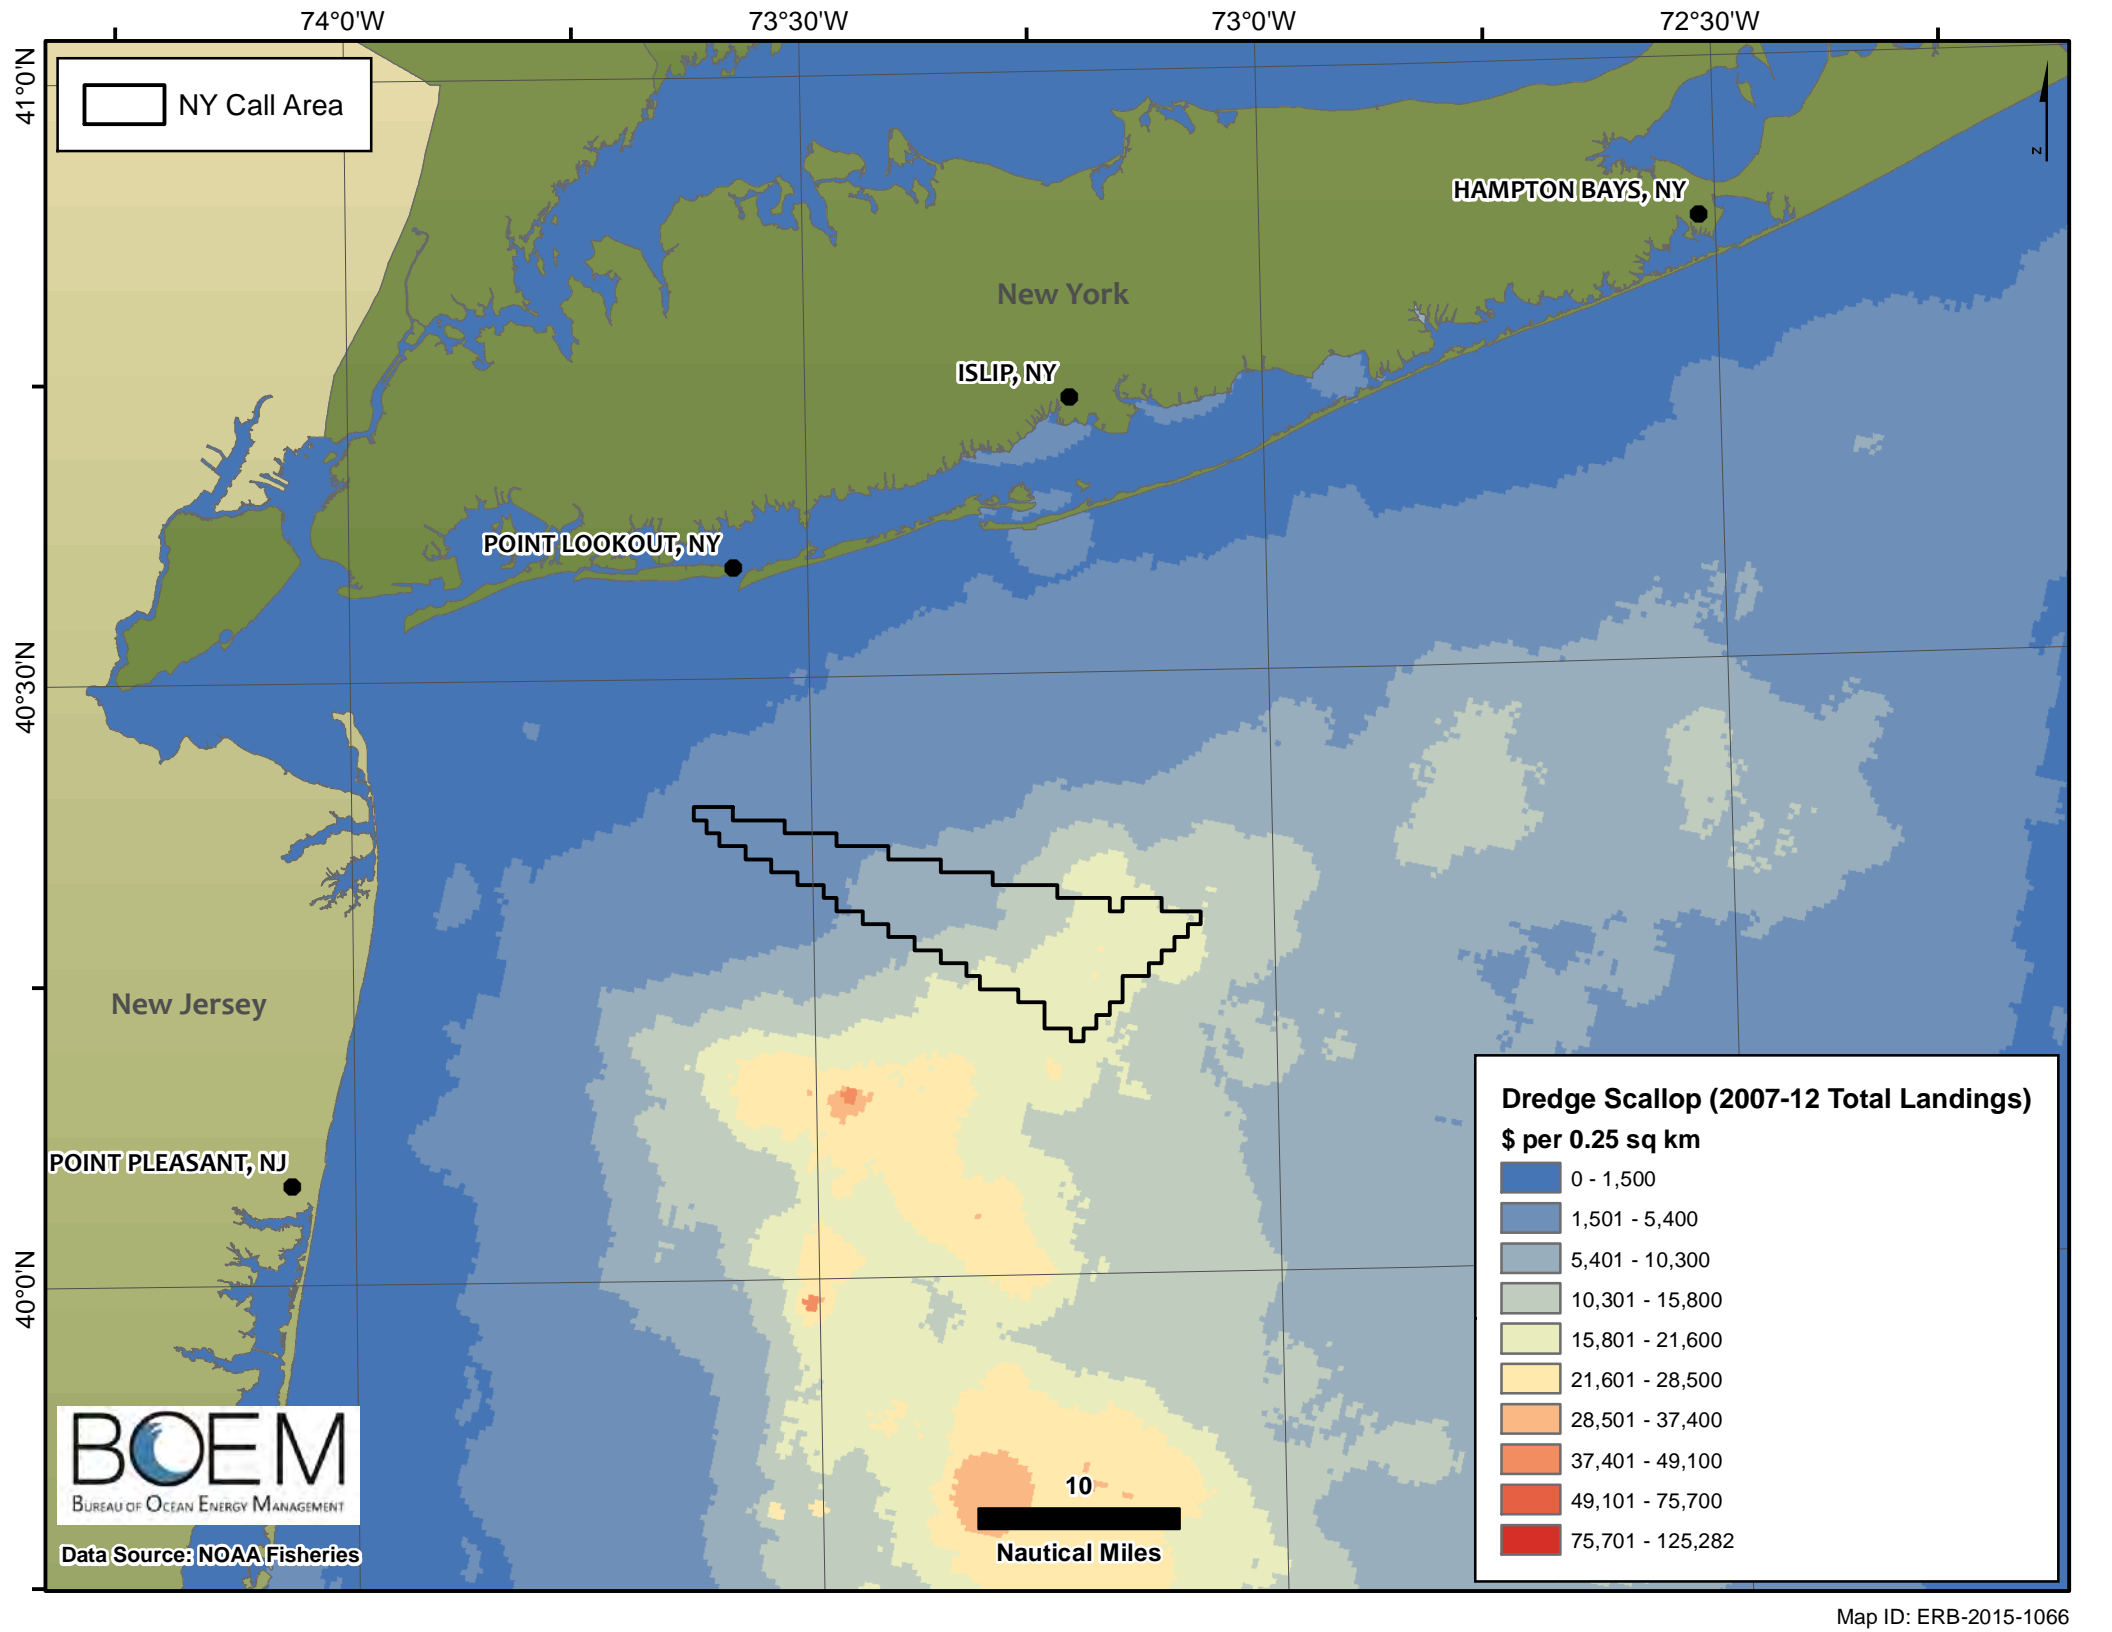 74°0'W 73°30'W 73°0'W 72°30'W
41°0'N
NY Call Area
z
HAMPTON BAYS, NY
New York
ISLIP, NY
POINT LOOKOUT, NY
40°30'N
New Jersey
POINT PLEASANT, NJ
40°0'N
Dredge Scallop (2007-12 Total Landings)
$ per 0.25 sq km
0 - 1,500
1,501 - 5,400
5,401 - 10,300
10,301 - 15,800
15,801 - 21,600
21,601 - 28,500
28,501 - 37,400
37,401 - 49,100
49,101 - 75,700
75,701 - 125,282
BOEM
BUREAU OF OCEAN ENERGY MANAGEMENT
Data Source: NOAA Fisheries
10
Nautical Miles
Map ID: ERB-2015-1066